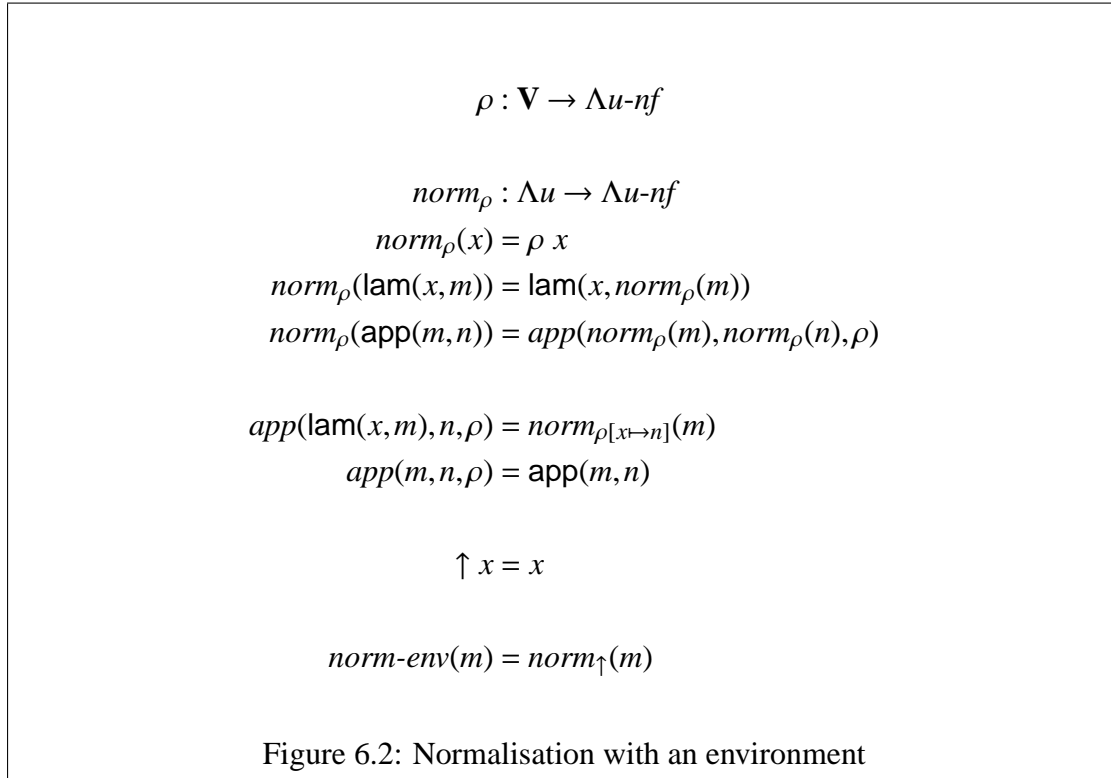 ρ : V → Λu-nf
norm_ρ : Λu → Λu-nf
norm_ρ(x) = ρ x
norm_ρ(lam(x,m)) = lam(x,norm_ρ(m))
norm_ρ(app(m,n)) = app(norm_ρ(m),norm_ρ(n),ρ)
app(lam(x,m),n,ρ) = norm_ρ[x↦n](m)
app(m,n,ρ) = app(m,n)
↑ x = x
norm-env(m) = norm_↑(m)
Figure 6.2: Normalisation with an environment